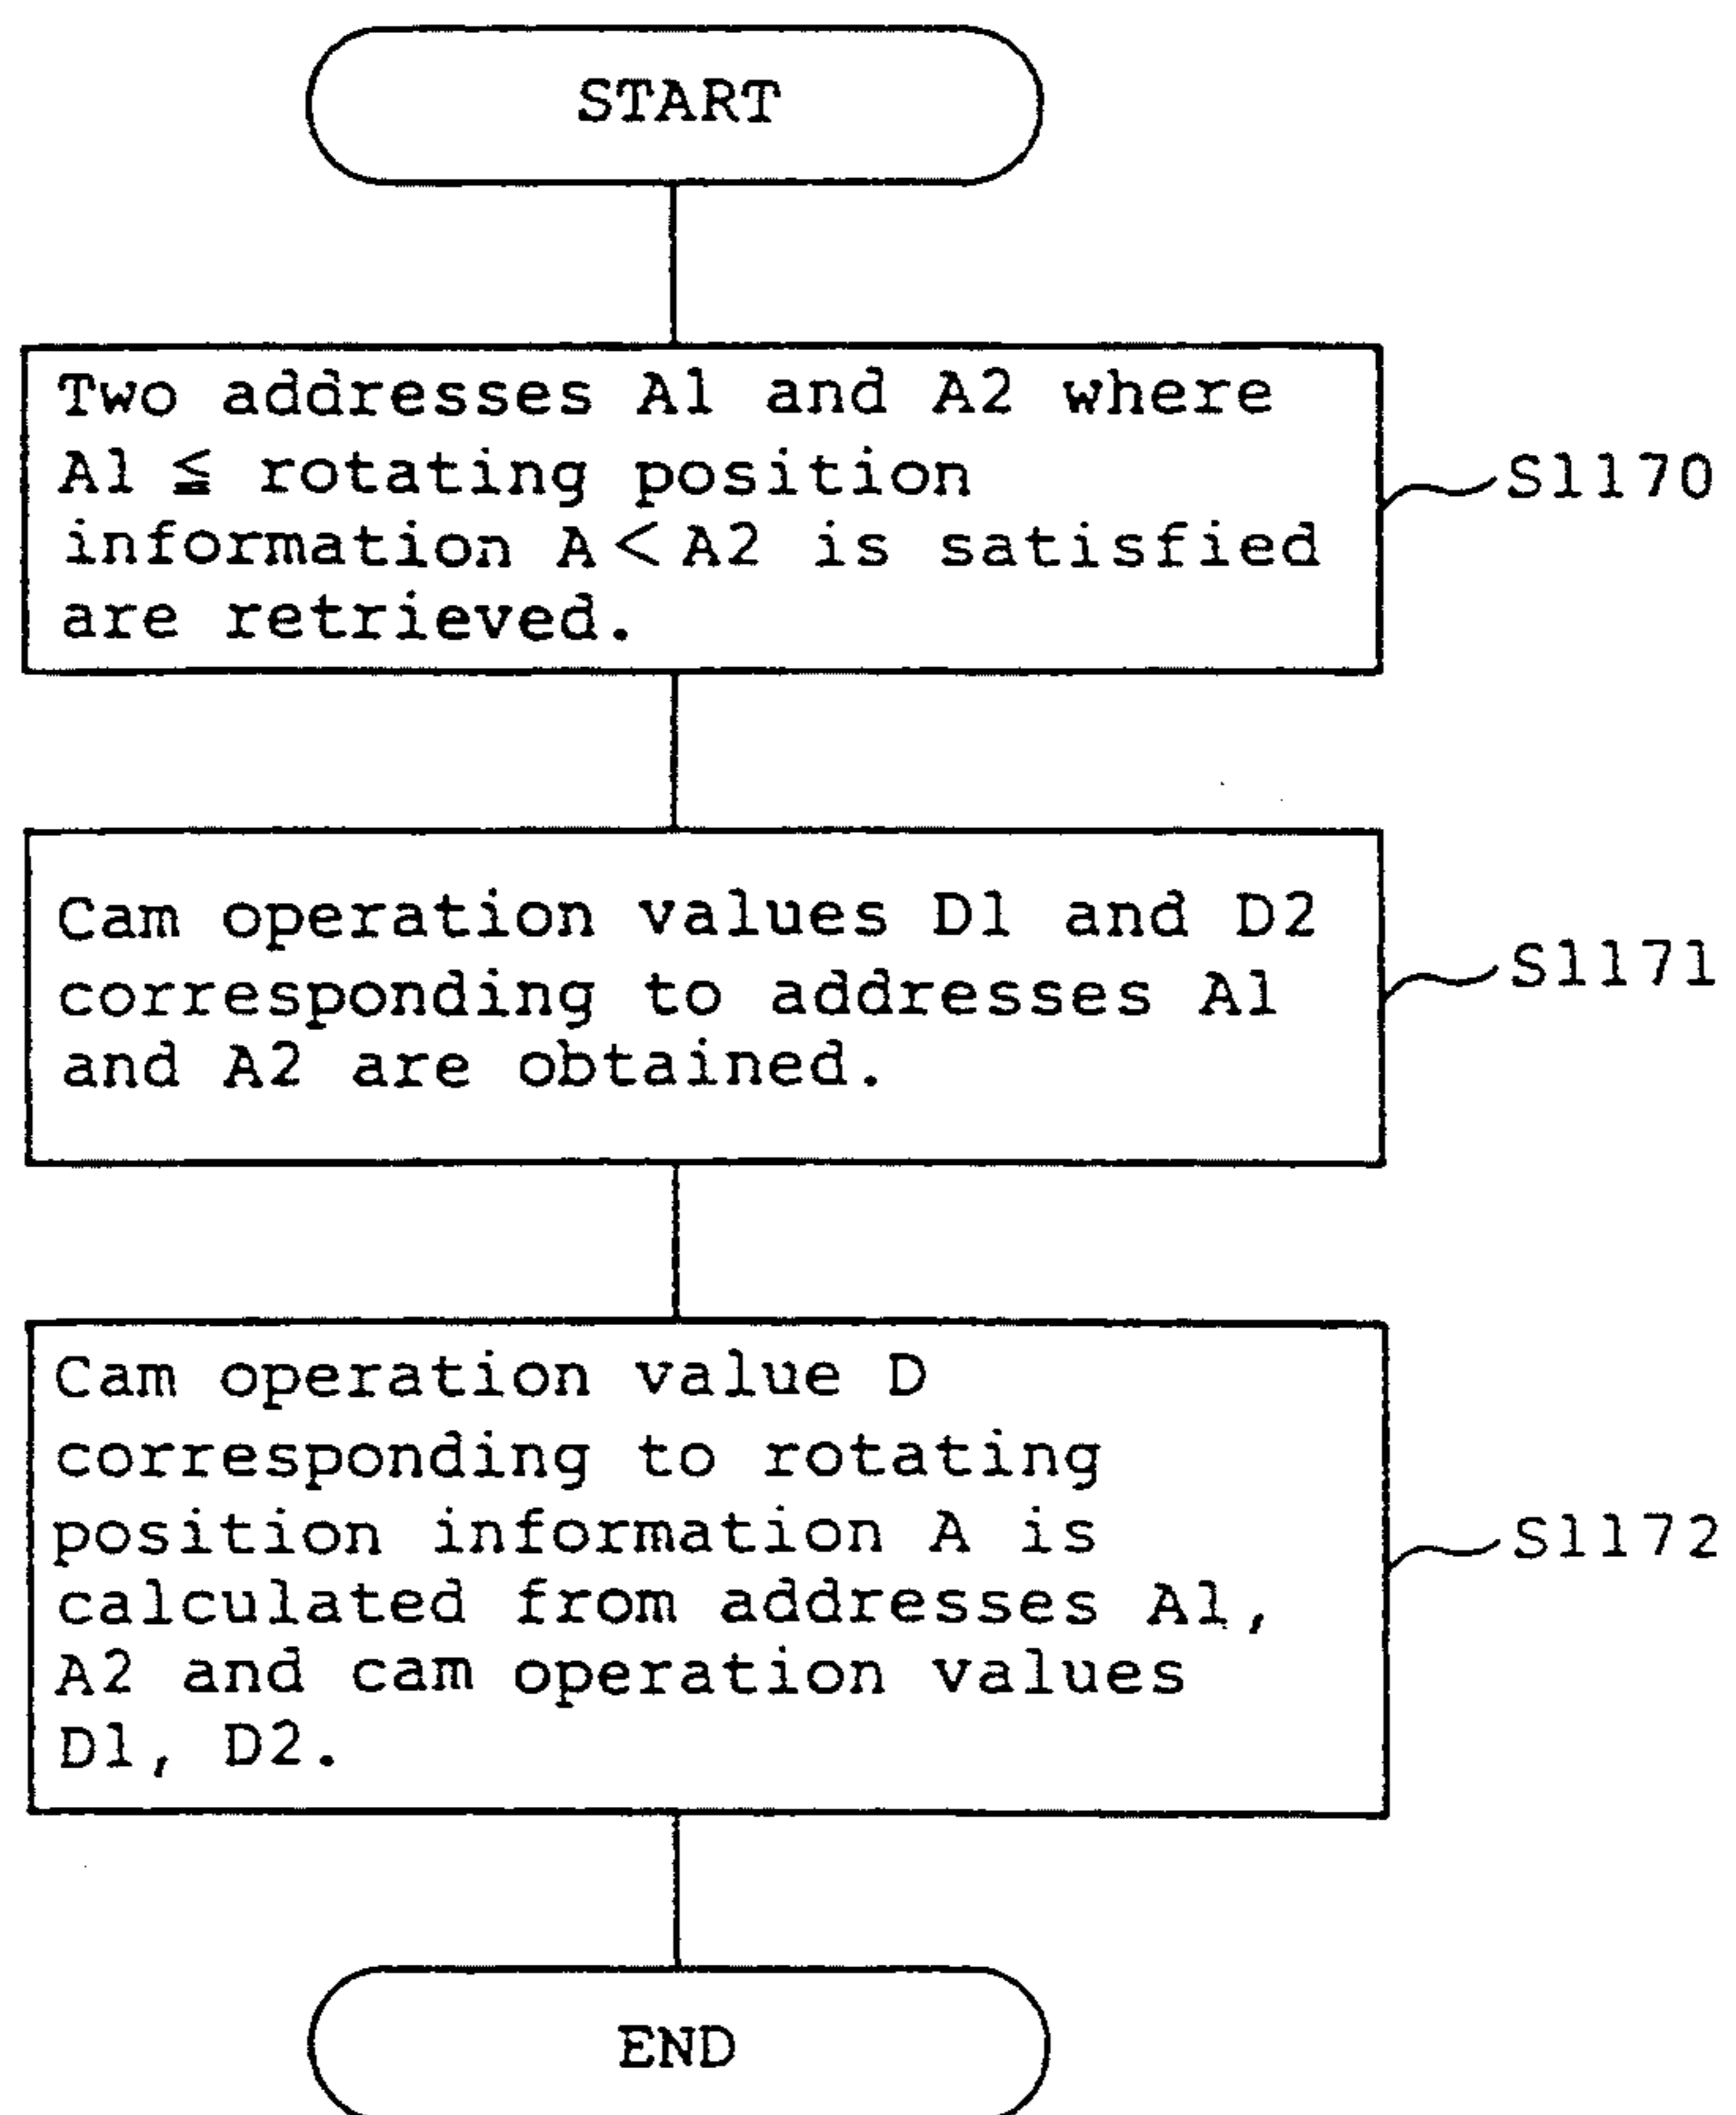 START
Two addresses A1 and A2 where
A1 ≦ rotating position
information A < A2 is satisfied
are retrieved.
S1170
Cam operation values D1 and D2
corresponding to addresses A1
and A2 are obtained.
S1171
Cam operation value D
corresponding to rotating
position information A is
calculated from addresses A1,
A2 and cam operation values
D1, D2.
S1172
END